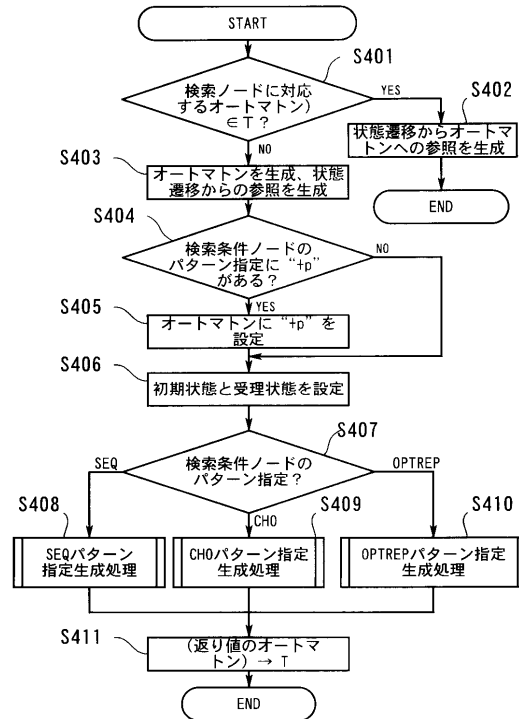 START
S401
検索ノードに対応
するオートマトン)
∈T?
YES
S402
状態遷移からオートマ
トンへの参照を生成
END
NO
S403
オートマトンを生成、状態
遷移からの参照を生成
S404
検索条件ノードの
パターン指定に“+p”
がある?
NO
YES
S405
オートマトンに“+p”を
設定
S406
初期状態と受理状態を設定
S407
検索条件ノードの
パターン指定?
SEQ
CHO
OPTREP
S408
SEQパターン
指定生成処理
S409
CHOパターン指定
生成処理
S410
OPTREPパターン指定
生成処理
S411
(返り値のオートマ
トン)→ T
END